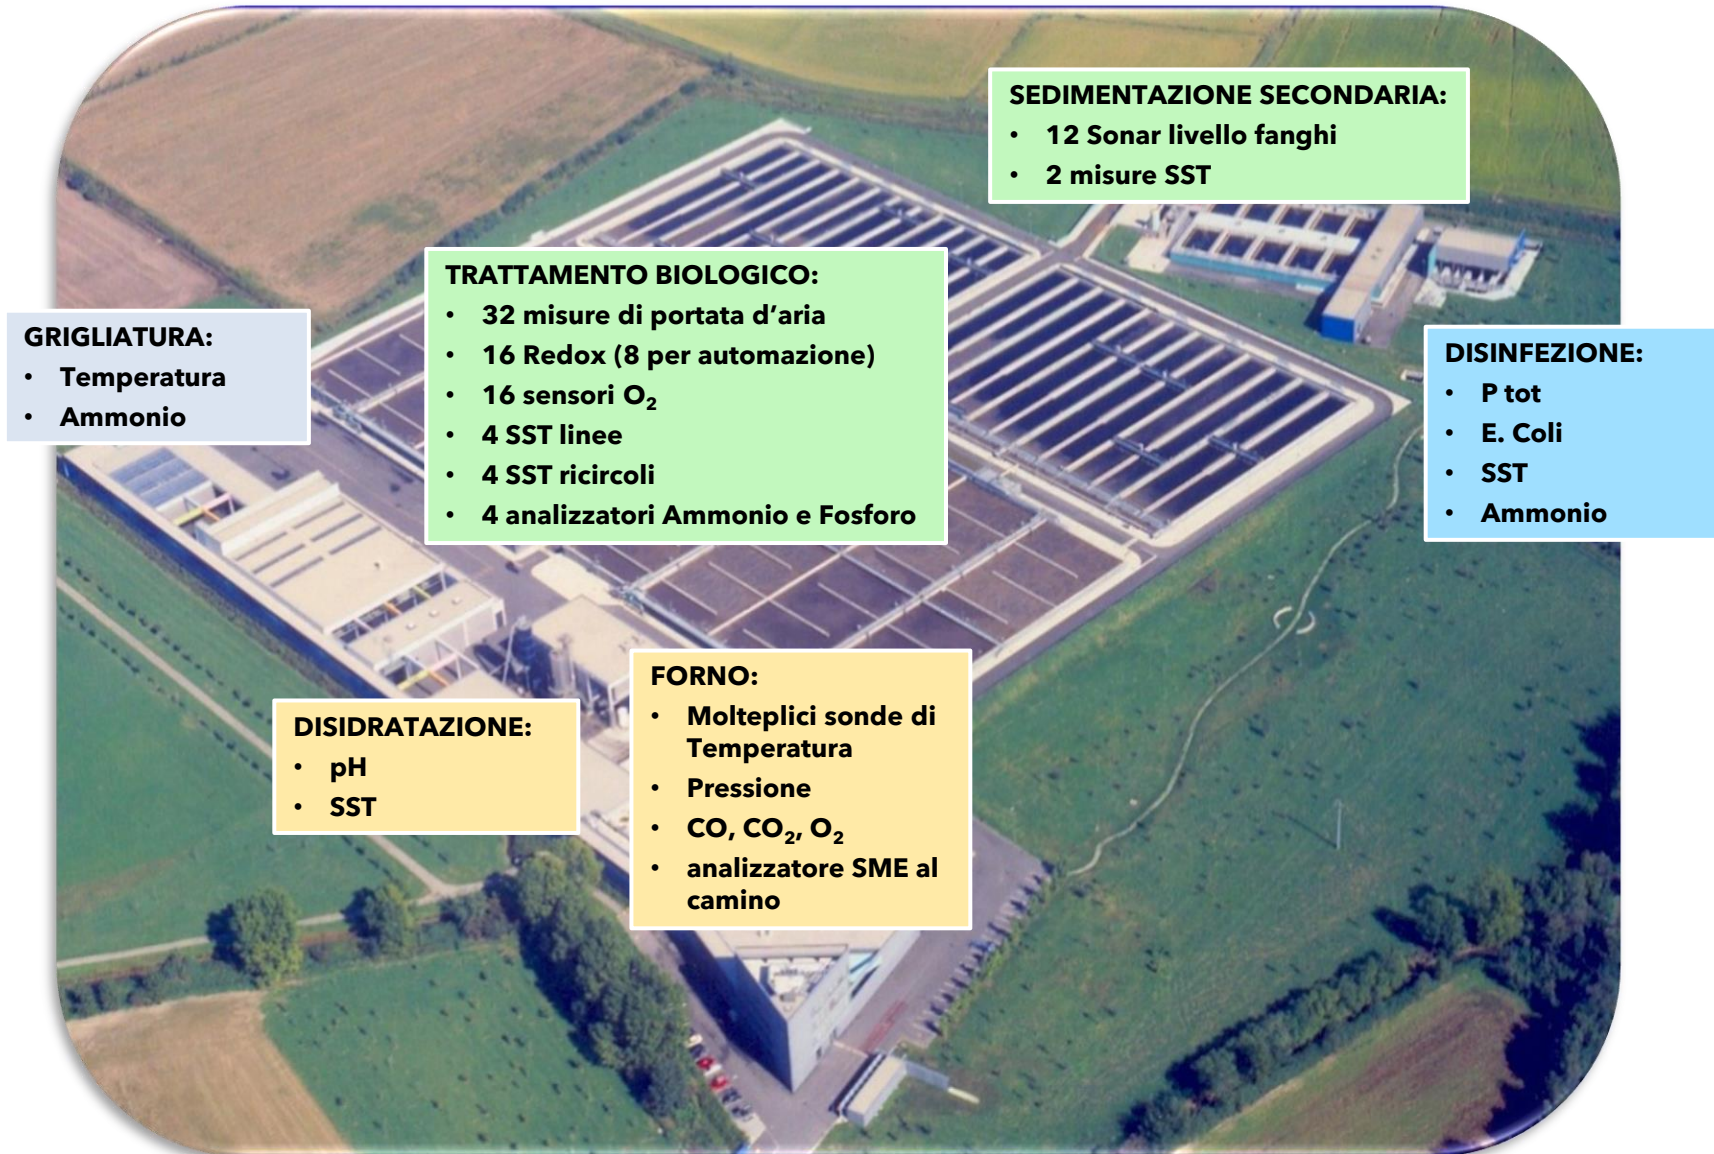 SEDIMENTAZIONE SECONDARIA:
• 12 Sonar livello fanghi
• 2 misure SST
TRATTAMENTO BIOLOGICO:
• 32 misure di portata d’aria
• 16 Redox (8 per automazione)
• 16 sensori O₂
• 4 SST linee
• 4 SST ricircoli
• 4 analizzatori Ammonio e Fosforo
GRIGLIATURA:
• Temperatura
• Ammonio
DISINFEZIONE:
• P tot
• E. Coli
• SST
• Ammonio
DISIDRATAZIONE:
• pH
• SST
FORNO:
• Molteplici sonde di
Temperatura
• Pressione
• CO, CO₂, O₂
• analizzatore SME al
camino